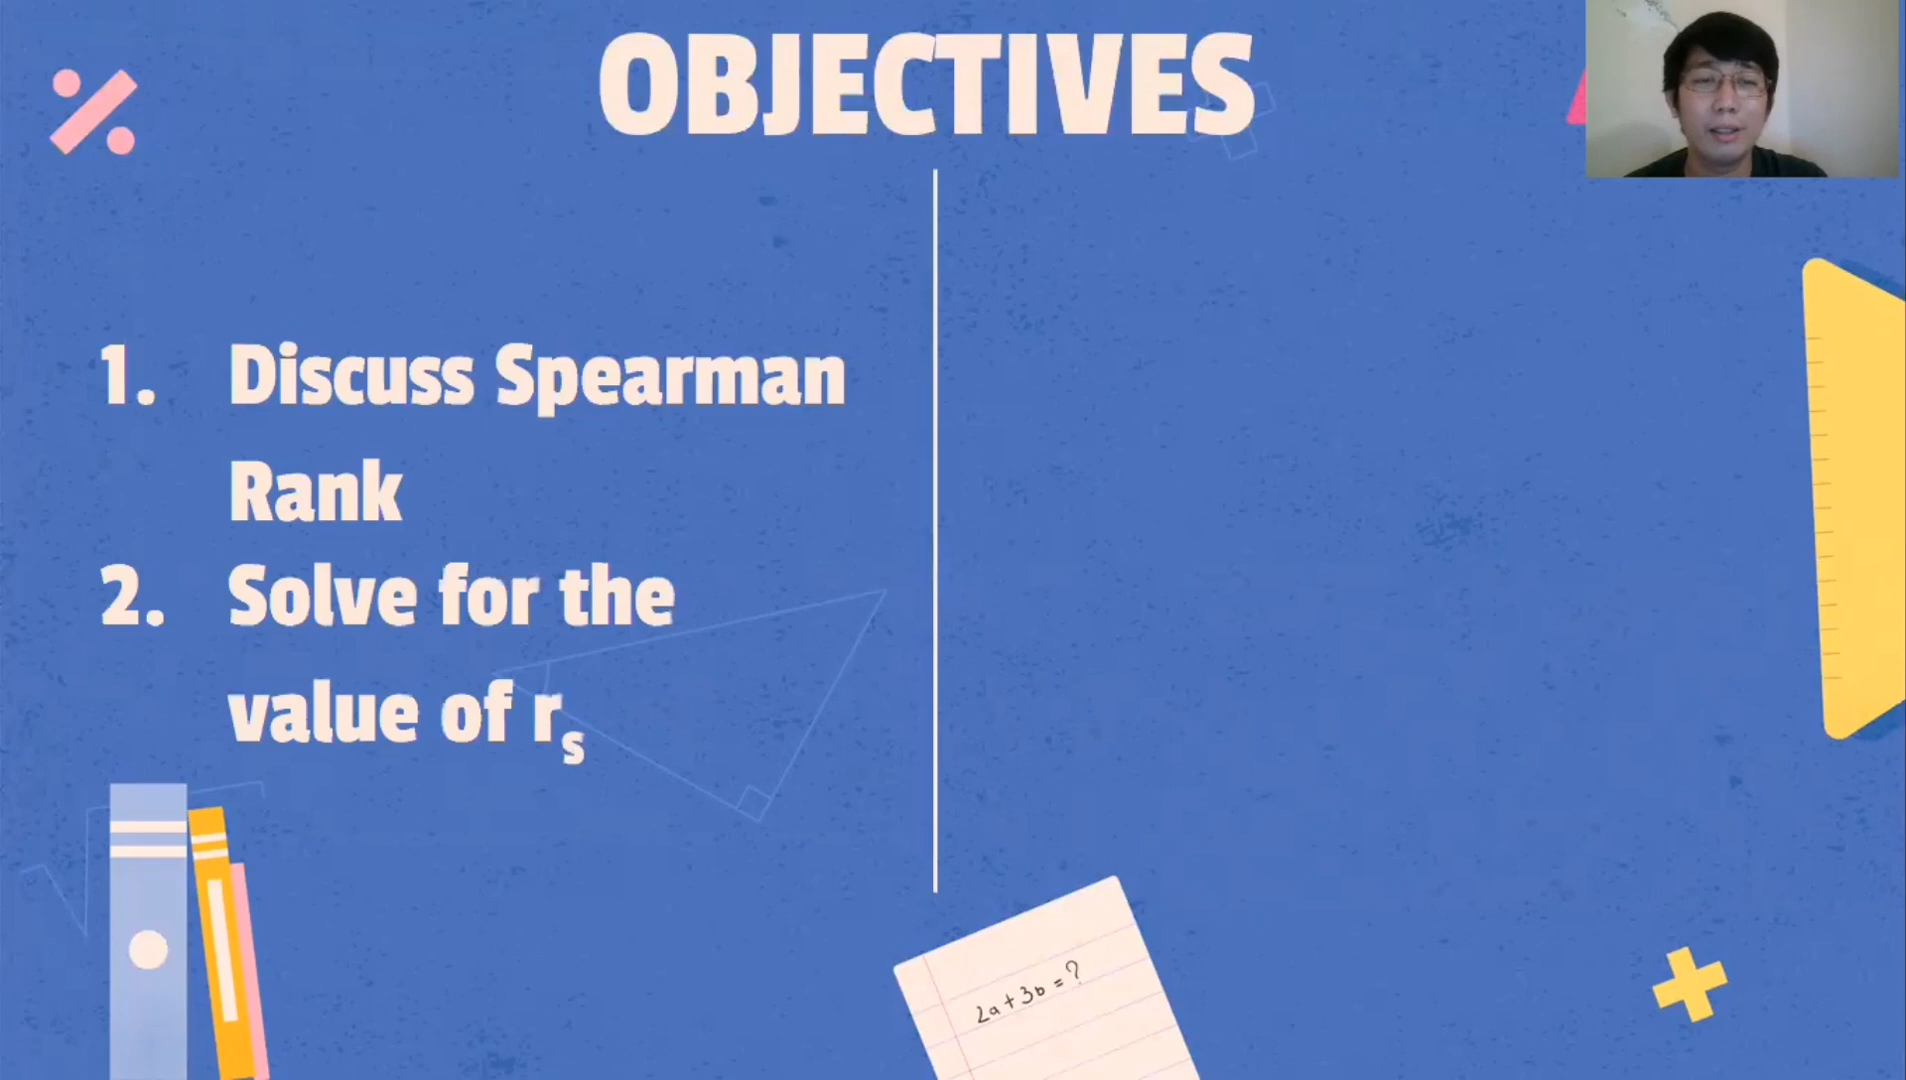 OBJECTIVES
1. Discuss Spearman
Rank
2. Solve for the
value of rₛ
2a+3b=?